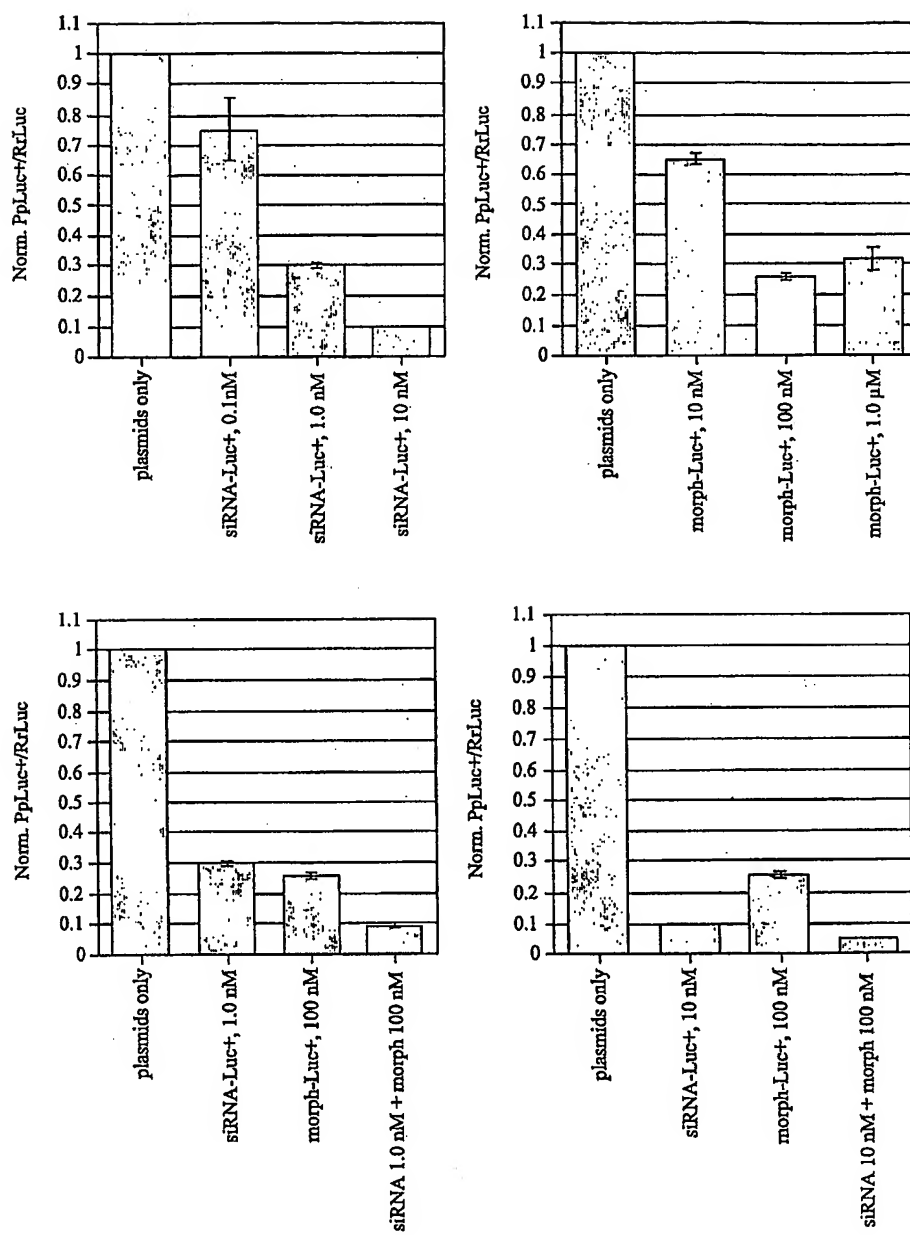 Norm. PpLuc+/RrLuc
1.1
1
0.9
0.8
0.7
0.6
0.5
0.4
0.3
0.2
0.1
0
plasmids only
siRNA-Luc+, 0.1nM
siRNA-Luc+, 1.0 nM
siRNA-Luc+, 10 nM
Norm. PpLuc+/RrLuc
1.1
1
0.9
0.8
0.7
0.6
0.5
0.4
0.3
0.2
0.1
0
plasmids only
morph-Luc+, 10 nM
morph-Luc+, 100 nM
morph-Luc+, 1.0 μM
Norm. PpLuc+/RrLuc
1.1
1
0.9
0.8
0.7
0.6
0.5
0.4
0.3
0.2
0.1
0
plasmids only
siRNA-Luc+, 1.0 nM
morph-Luc+, 100 nM
siRNA 1.0 nM + morph 100 nM
Norm. PpLuc+/RrLuc
1.1
1
0.9
0.8
0.7
0.6
0.5
0.4
0.3
0.2
0.1
0
plasmids only
siRNA-Luc+, 10 nM
morph-Luc+, 100 nM
siRNA 10 nM + morph 100 nM